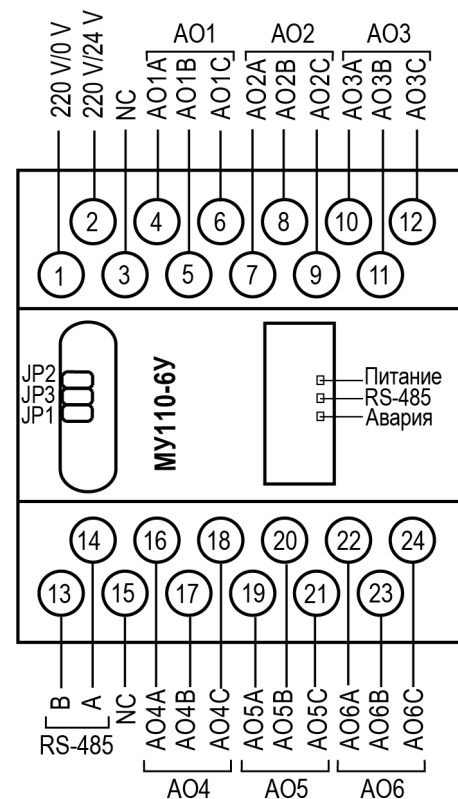 AO1 AO2 AO3
220 V/0 V
220 V/24 V
NC
AO1A
AO1B
AO1C
AO2A
AO2B
AO2C
AO3A
AO3B
AO3C
2 4 6 8 10 12
1 3 5 7 9 11
JP2
JP3
JP1
МУ110-6У
Питание
RS-485
Авария
14 16 18 20 22 24
13 15 17 19 21 23
B
A
NC
AO4A
AO4B
AO4C
AO5A
AO5B
AO5C
AO6A
AO6B
AO6C
RS-485
AO4 AO5 AO6